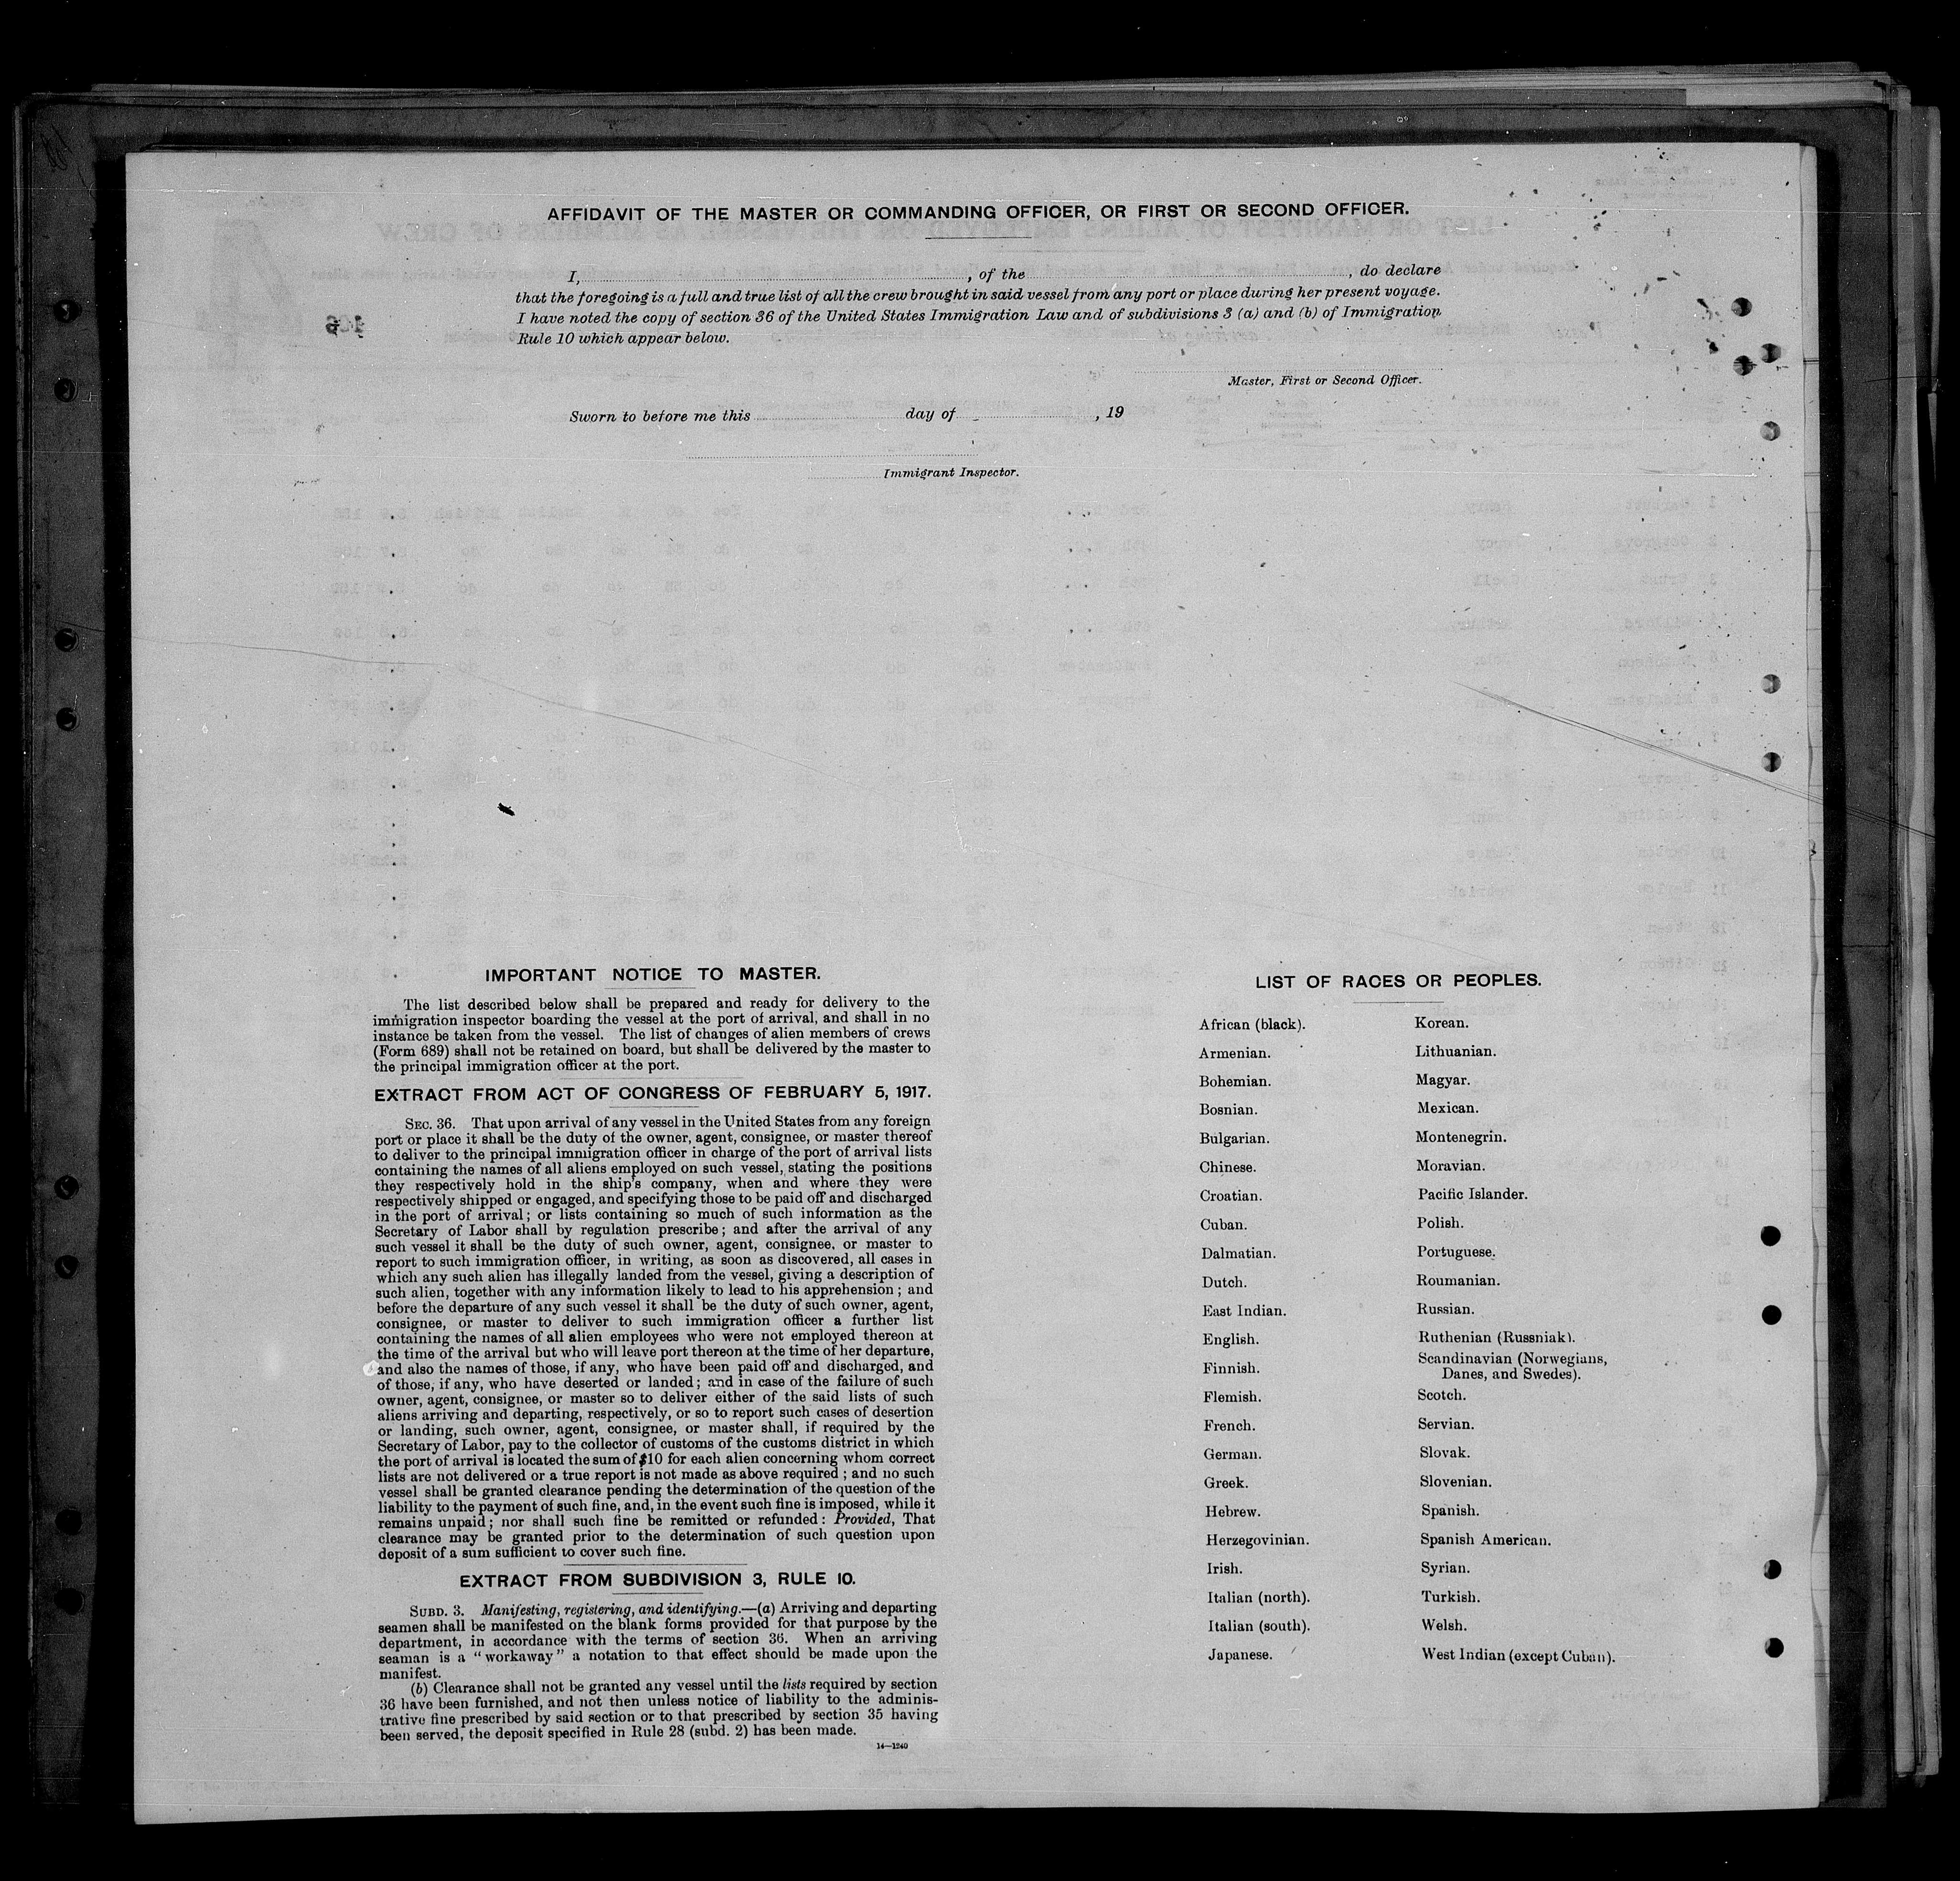 AFFIDAVIT OF THE MASTER OR COMMANDING OFFICER, OR FIRST OR SECOND OFFICER.
I, , of the , do declare
that the foregoing is a full and true list of all the crew brought in said vessel from any port or place during her present voyage.
I have noted the copy of section 36 of the United States Immigration Law and of subdivisions 3 (a) and (b) of Immigration
Rule 10 which appear below.
Master, First or Second Officer.
Sworn to before me this day of , 19
Immigrant Inspector.
IMPORTANT NOTICE TO MASTER.
The list described below shall be prepared and ready for delivery to the
immigration inspector boarding the vessel at the port of arrival, and shall in no
instance be taken from the vessel. The list of changes of alien members of crews
(Form 689) shall not be retained on board, but shall be delivered by the master to
the principal immigration officer at the port.
EXTRACT FROM ACT OF CONGRESS OF FEBRUARY 5, 1917.
SEC. 36. That upon arrival of any vessel in the United States from any foreign
port or place it shall be the duty of the owner, agent, consignee, or master thereof
to deliver to the principal immigration officer in charge of the port of arrival lists
containing the names of all aliens employed on such vessel, stating the positions
they respectively hold in the ship's company, when and where they were
respectively shipped or engaged, and specifying those to be paid off and discharged
in the port of arrival; or lists containing so much of such information as the
Secretary of Labor shall by regulation prescribe; and after the arrival of any
such vessel it shall be the duty of such owner, agent, consignee, or master to
report to such immigration officer, in writing, as soon as discovered, all cases in
which any such alien has illegally landed from the vessel, giving a description of
such alien, together with any information likely to lead to his apprehension; and
before the departure of any such vessel it shall be the duty of such owner, agent,
consignee, or master to deliver to such immigration officer a further list
containing the names of all alien employees who were not employed thereon at
the time of the arrival but who will leave port thereon at the time of her departure,
and also the names of those, if any, who have been paid off and discharged, and
of those, if any, who have deserted or landed; and in case of the failure of such
owner, agent, consignee, or master so to deliver either of the said lists of such
aliens arriving and departing, respectively, or so to report such cases of desertion
or landing, such owner, agent, consignee, or master shall, if required by the
Secretary of Labor, pay to the collector of customs of the customs district in which
the port of arrival is located the sum of $10 for each alien concerning whom correct
lists are not delivered or a true report is not made as above required; and no such
vessel shall be granted clearance pending the determination of the question of the
liability to the payment of such fine, and, in the event such fine is imposed, while it
remains unpaid; nor shall such fine be remitted or refunded: Provided, That
clearance may be granted prior to the determination of such question upon
deposit of a sum sufficient to cover such fine.
EXTRACT FROM SUBDIVISION 3, RULE 10.
SUBD. 3. Manifesting, registering, and identifying.—(a) Arriving and departing
seamen shall be manifested on the blank forms provided for that purpose by the
department, in accordance with the terms of section 36. When an arriving
seaman is a "workaway" a notation to that effect should be made upon the
manifest.
(b) Clearance shall not be granted any vessel until the lists required by section
36 have been furnished, and not then unless notice of liability to the adminis-
trative fine prescribed by said section or to that prescribed by section 35 having
been served, the deposit specified in Rule 28 (subd. 2) has been made.
14—1240
LIST OF RACES OR PEOPLES.
African (black).
Armenian.
Bohemian.
Bosnian.
Bulgarian.
Chinese.
Croatian.
Cuban.
Dalmatian.
Dutch.
East Indian.
English.
Finnish.
Flemish.
French.
German.
Greek.
Hebrew.
Herzegovinian.
Irish.
Italian (north).
Italian (south).
Japanese.
Korean.
Lithuanian.
Magyar.
Mexican.
Montenegrin.
Moravian.
Pacific Islander.
Polish.
Portuguese.
Roumanian.
Russian.
Ruthenian (Russniak).
Scandinavian (Norwegians,
Danes, and Swedes).
Scotch.
Servian.
Slovak.
Slovenian.
Spanish.
Spanish American.
Syrian.
Turkish.
Welsh.
West Indian (except Cuban).